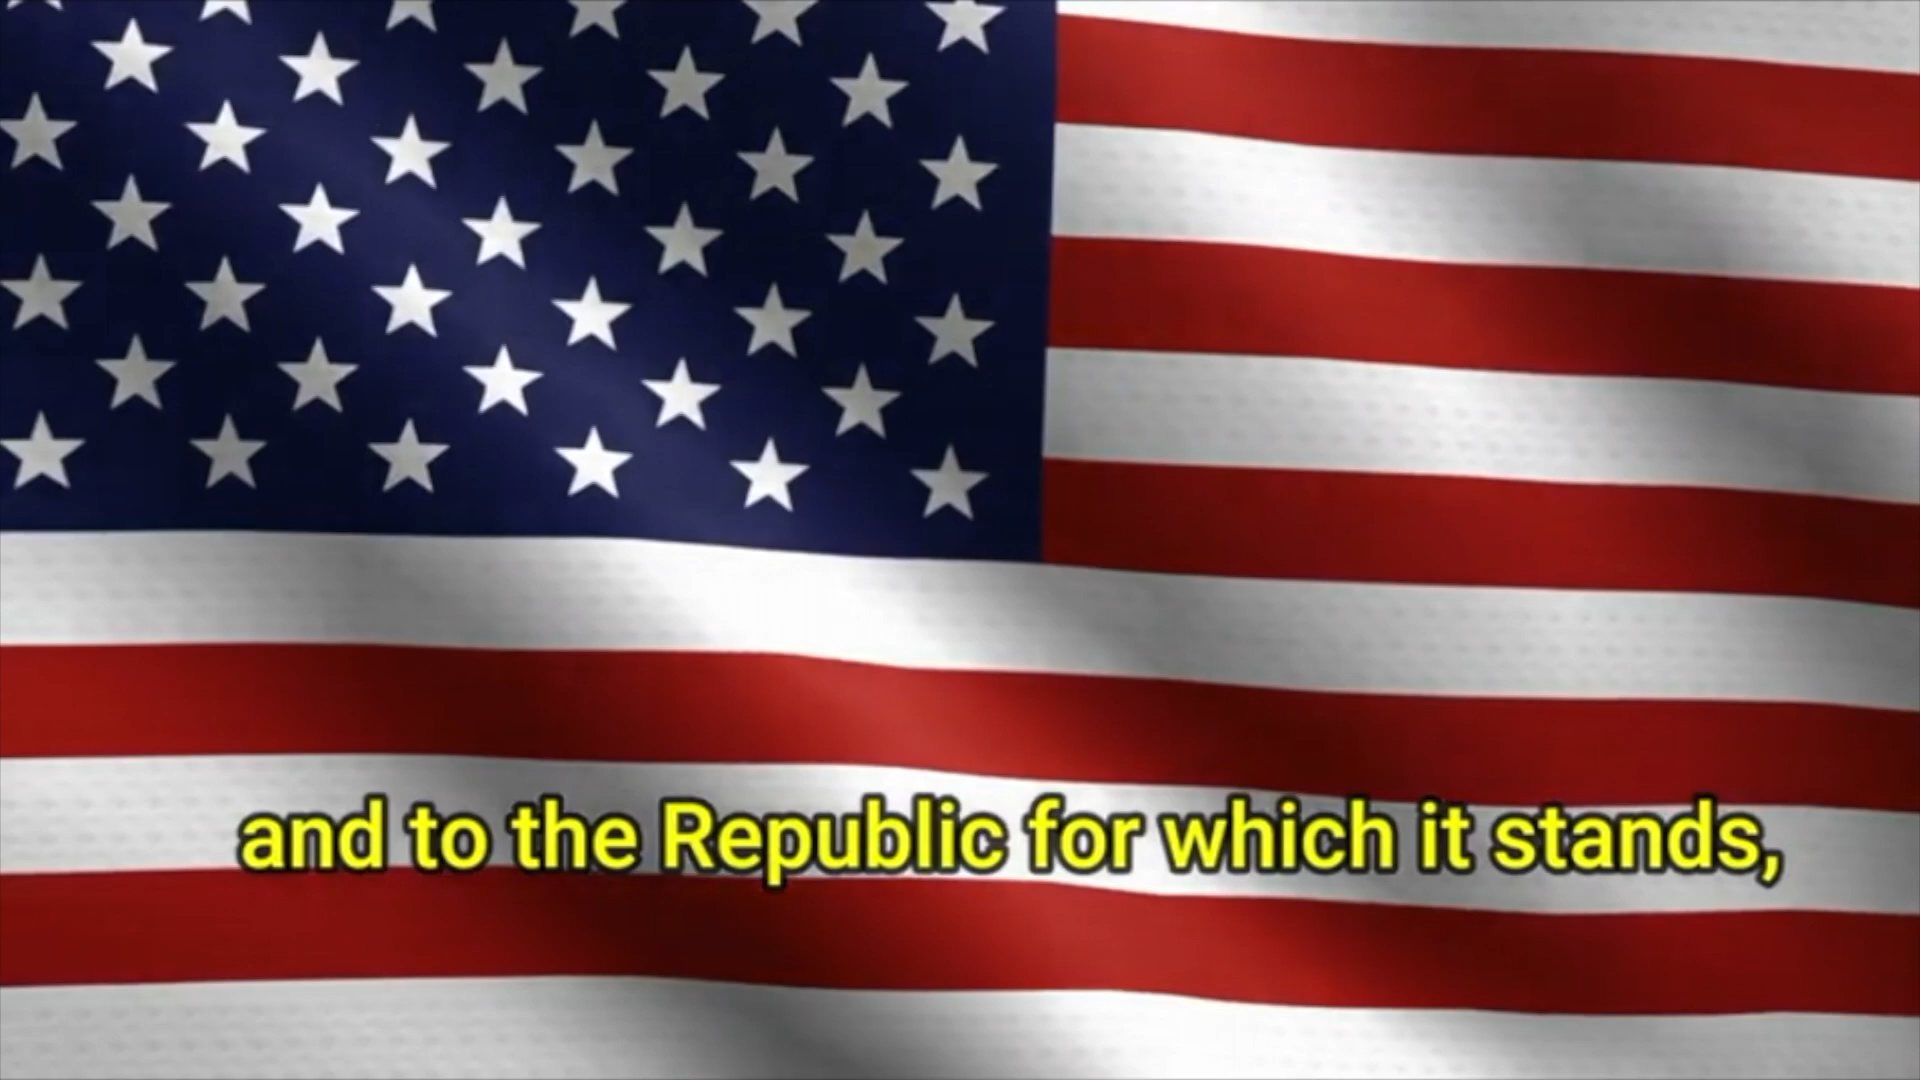 and to the Republic for which it stands,